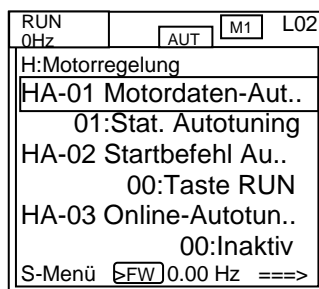 RUN
0Hz AUT M1 L02
H:Motorregelung
HA-01 Motordaten-Aut..
01:Stat. Autotuning
HA-02 Startbefehl Au..
00:Taste RUN
HA-03 Online-Autotun..
00:Inaktiv
S-Menü >FW 0.00 Hz ===>